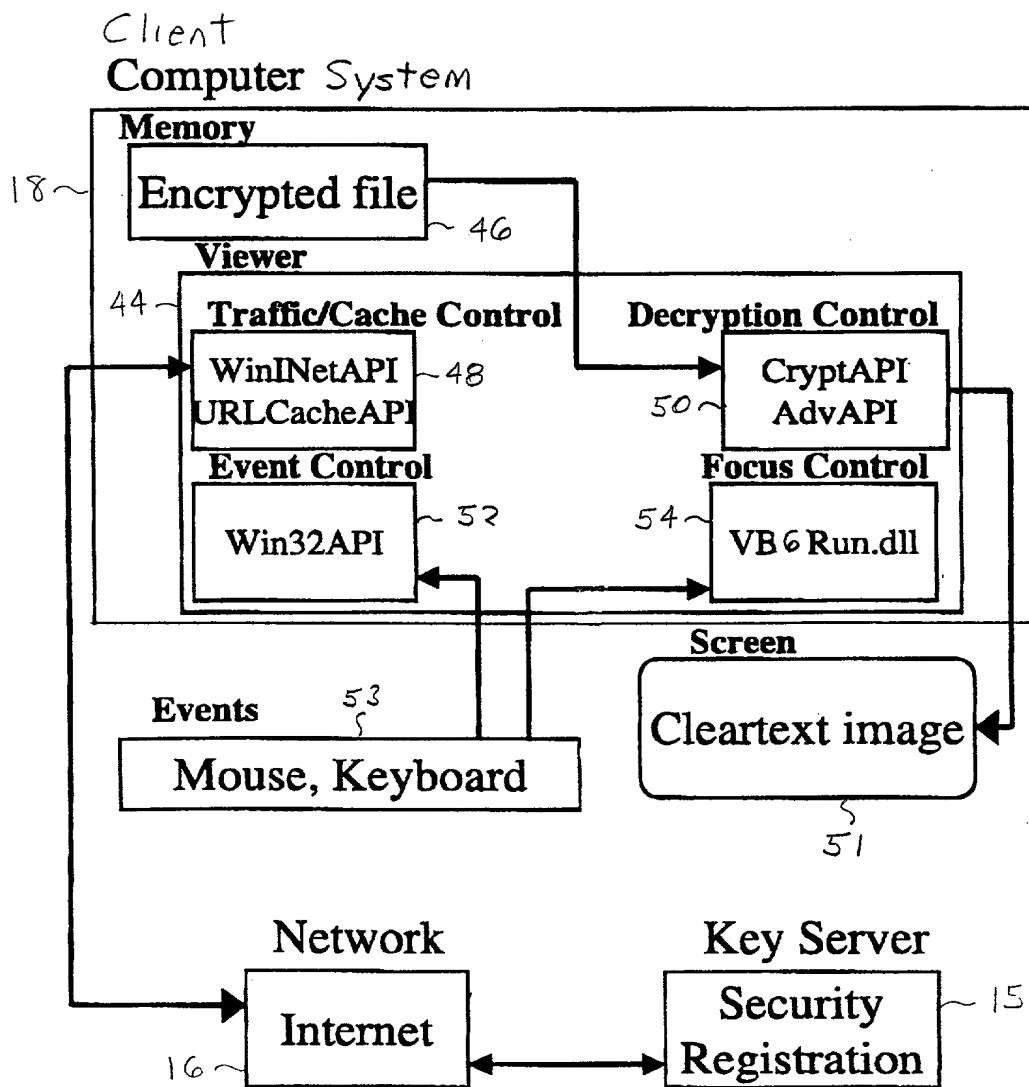 Client
Computer System
Memory
18
Encrypted file
46
Viewer
44
Traffic/Cache Control
Decryption Control
WinINetAPI
URLCacheAPI
48
50
CryptAPI
AdvAPI
Event Control
Focus Control
Win32API
52
54
VB6Run.dll
Screen
Events
53
Mouse, Keyboard
Cleartext image
51
Network
Key Server
Internet
16
Security
Registration
15